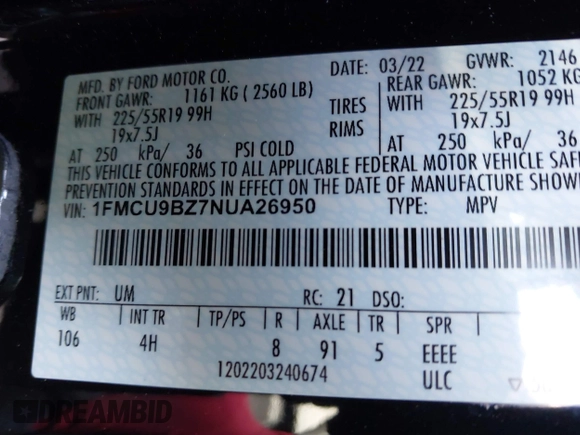 MFD. BY FORD MOTOR CO.
DATE: 03/22 GVWR: 2146
FRONT GAWR: 1161 KG ( 2560 LB)
REAR GAWR: 1052 KG
WITH 225/55R19 99H TIRES WITH 225/55R19 99H
19x7.5J RIMS 19x7.5J
AT 250 kPa/ 36 PSI COLD AT 250 kPa/ 36
THIS VEHICLE CONFORMS TO ALL APPLICABLE FEDERAL MOTOR VEHICLE
PREVENTION STANDARDS IN EFFECT ON THE DATE OF MANUFACTURE
VIN: 1FMCU9BZ7NUA26950 TYPE: MPV
EXT PNT: UM RC: 21 DSO:
WB INT TR TP/PS R AXLE TR SPR
106 4H 8 91 5 EEEE
1202203240674 ULC
DREAMBID